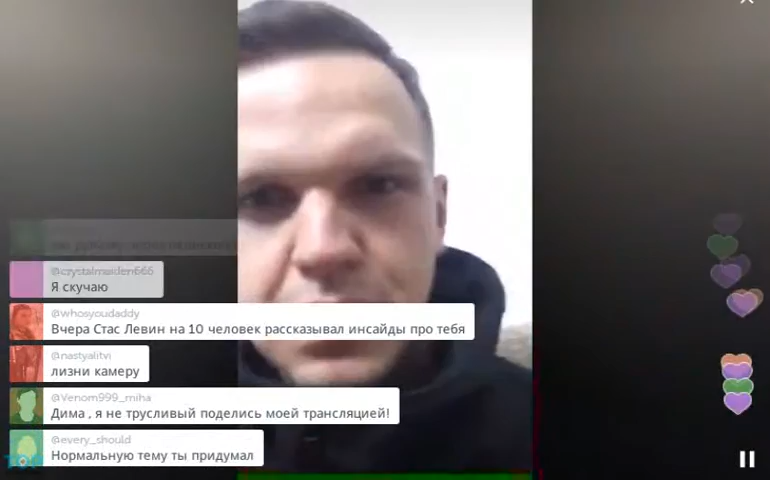 @crystalmaiden666
Я скучаю
@whosyoudaddy
Вчера Стас Левин на 10 человек рассказывал инсайды про тебя
@nastyalitvi
лизни камеру
@Venom999_miha
Дима , я не трусливый поделись моей трансляцией!
@every_should
Нормальную тему ты придумал